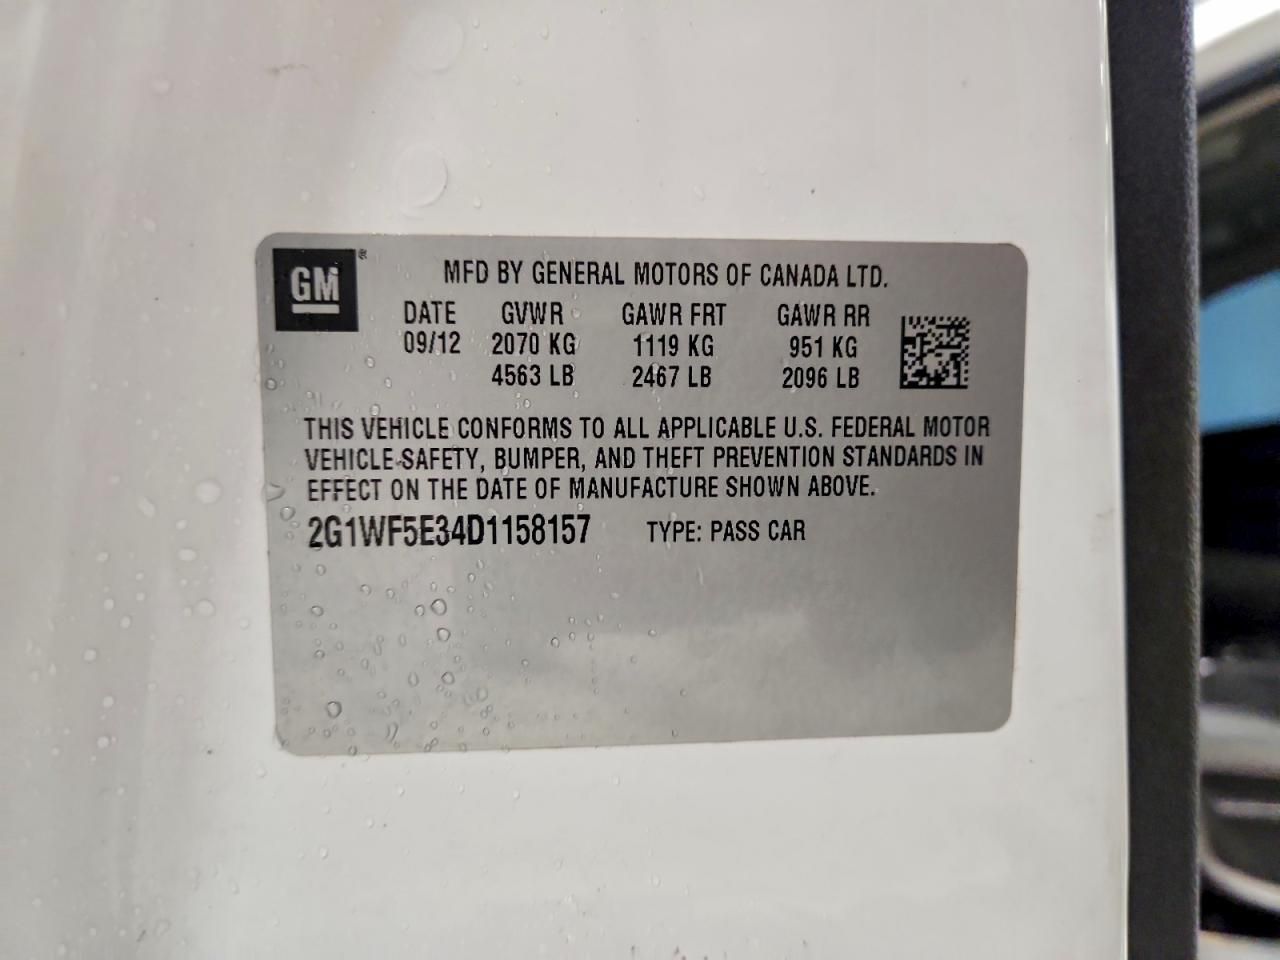 GM®
MFD BY GENERAL MOTORS OF CANADA LTD.
DATE GVWR GAWR FRT GAWR RR
09/12 2070 KG 1119 KG 951 KG
4563 LB 2467 LB 2096 LB
THIS VEHICLE CONFORMS TO ALL APPLICABLE U.S. FEDERAL MOTOR
VEHICLE SAFETY, BUMPER, AND THEFT PREVENTION STANDARDS IN
EFFECT ON THE DATE OF MANUFACTURE SHOWN ABOVE.
2G1WF5E34D1158157 TYPE: PASS CAR